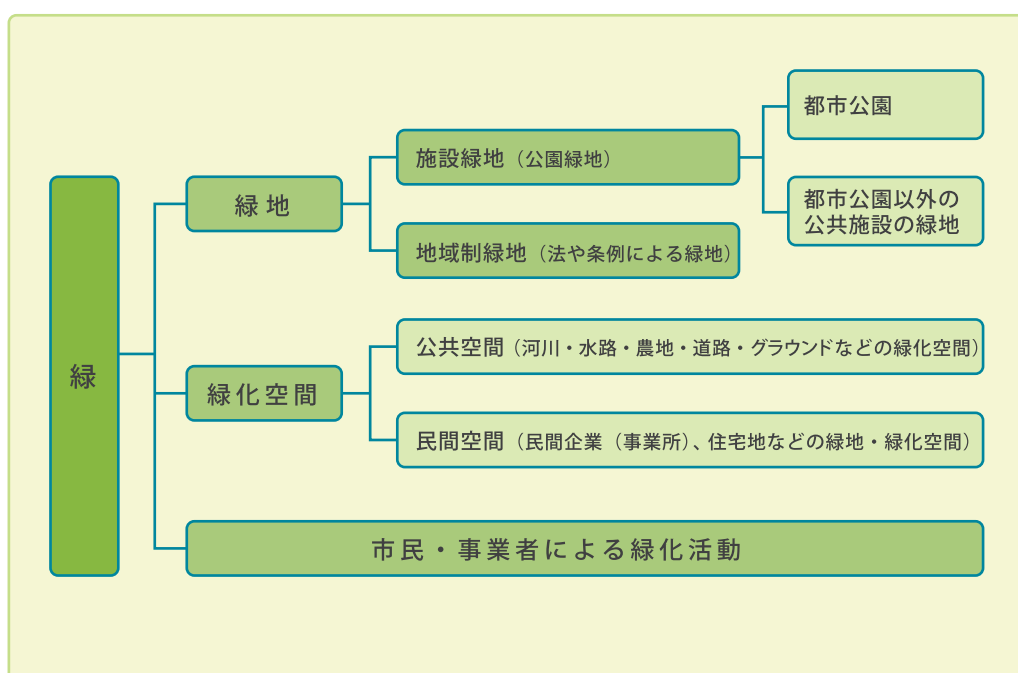 緑
緑地
施設緑地（公園緑地）
都市公園
都市公園以外の
公共施設の緑地
地域制緑地（法や条例による緑地）
緑化空間
公共空間（河川・水路・農地・道路・グラウンドなどの緑化空間）
民間空間（民間企業（事業所）、住宅地などの緑地・緑化空間）
市民・事業者による緑化活動